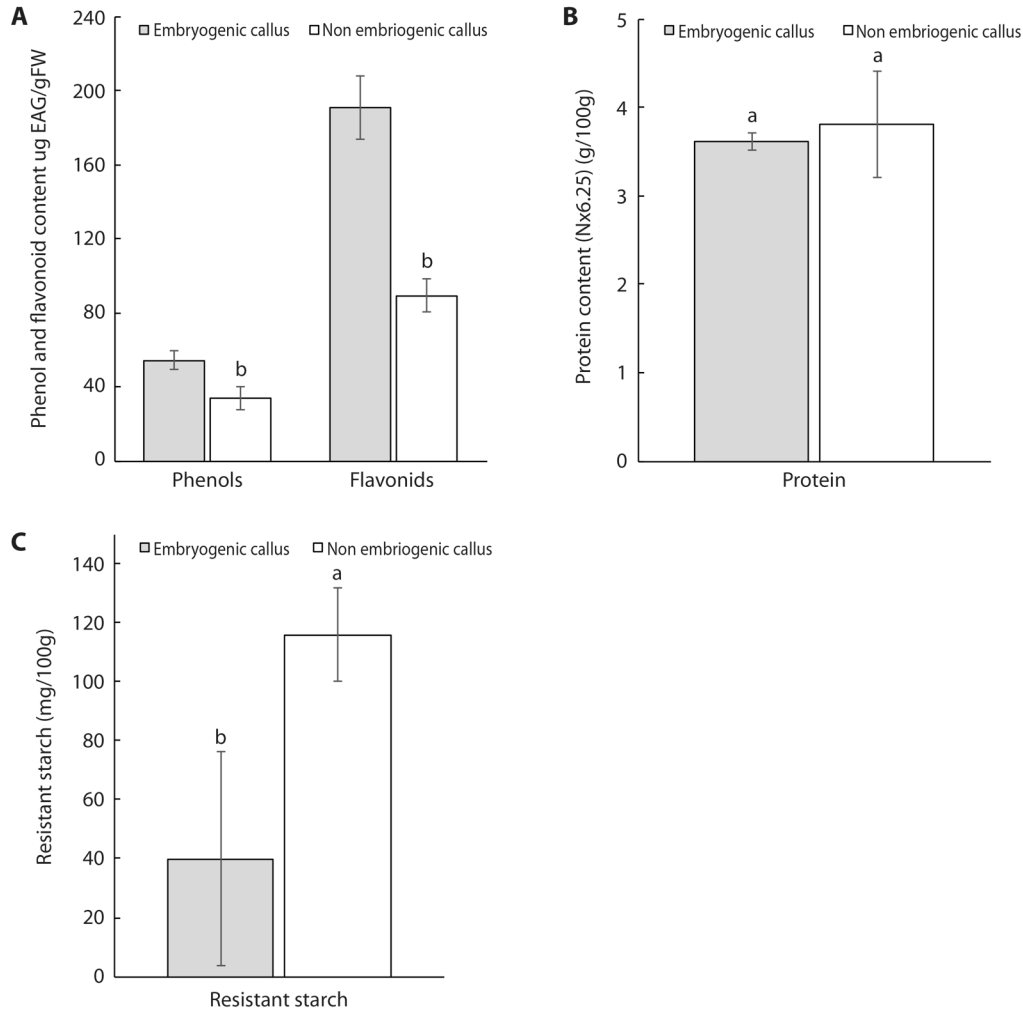 A
Phenol and flavonoid content ug EAG/gFW
240
200
160
120
80
40
0
Embryogenic callus
Non embriogenic callus
b
b
Phenols
Flavonids
B
Protein content (Nx6.25) (g/100g)
5
4
3
2
1
0
Embryogenic callus
Non embriogenic callus
a
a
Protein
C
Resistant starch (mg/100g)
140
120
100
80
60
40
20
0
Embryogenic callus
Non embriogenic callus
b
a
Resistant starch